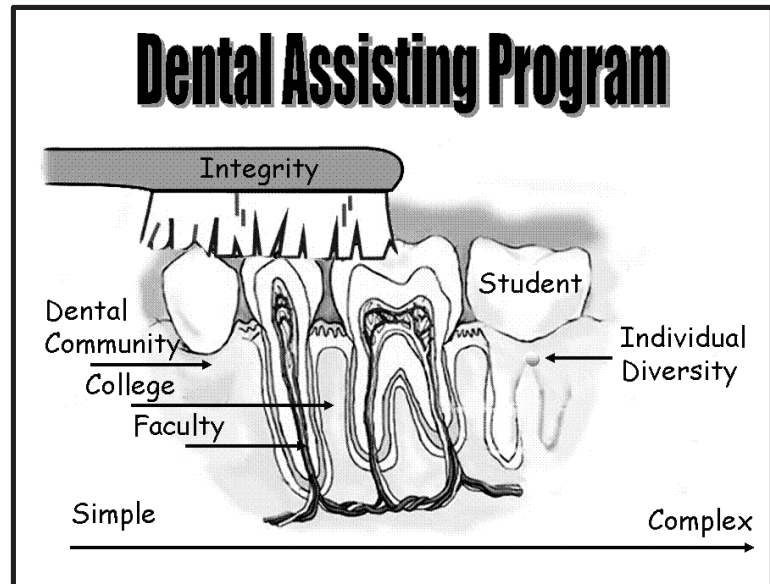 Dental Assisting Program
Integrity
Student
Dental
Community
College
Faculty
Individual
Diversity
Simple
Complex